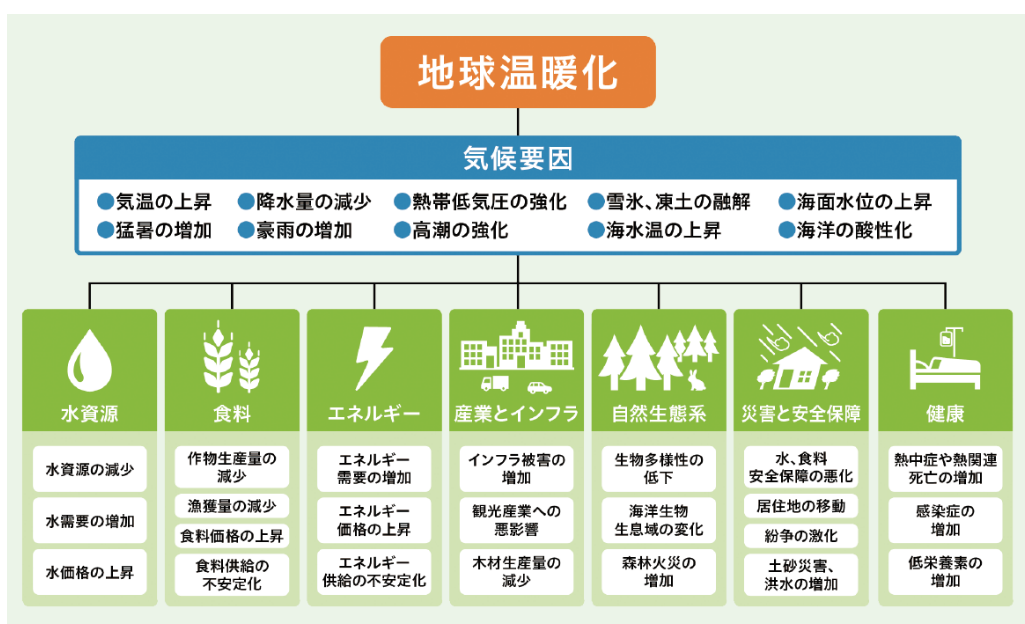 地球温暖化
気候要因
●気温の上昇 ●降水量の減少 ●熱帯低気圧の強化 ●雪氷、凍土の融解 ●海面水位の上昇
●猛暑の増加 ●豪雨の増加 ●高潮の強化 ●海水温の上昇 ●海洋の酸性化
水資源
水資源の減少
水需要の増加
水価格の上昇
食料
作物生産量の
減少
漁獲量の減少
食料価格の上昇
食料供給の
不安定化
エネルギー
エネルギー
需要の増加
エネルギー
価格の上昇
エネルギー
供給の不安定化
産業とインフラ
インフラ被害の
増加
観光産業への
悪影響
木材生産量の
減少
自然生態系
生物多様性の
低下
海洋生物
生息域の変化
森林火災の
増加
災害と安全保障
水、食料
安全保障の悪化
居住地の移動
紛争の激化
土砂災害、
洪水の増加
健康
熱中症や熱関連
死亡の増加
感染症の
増加
低栄養素の
増加